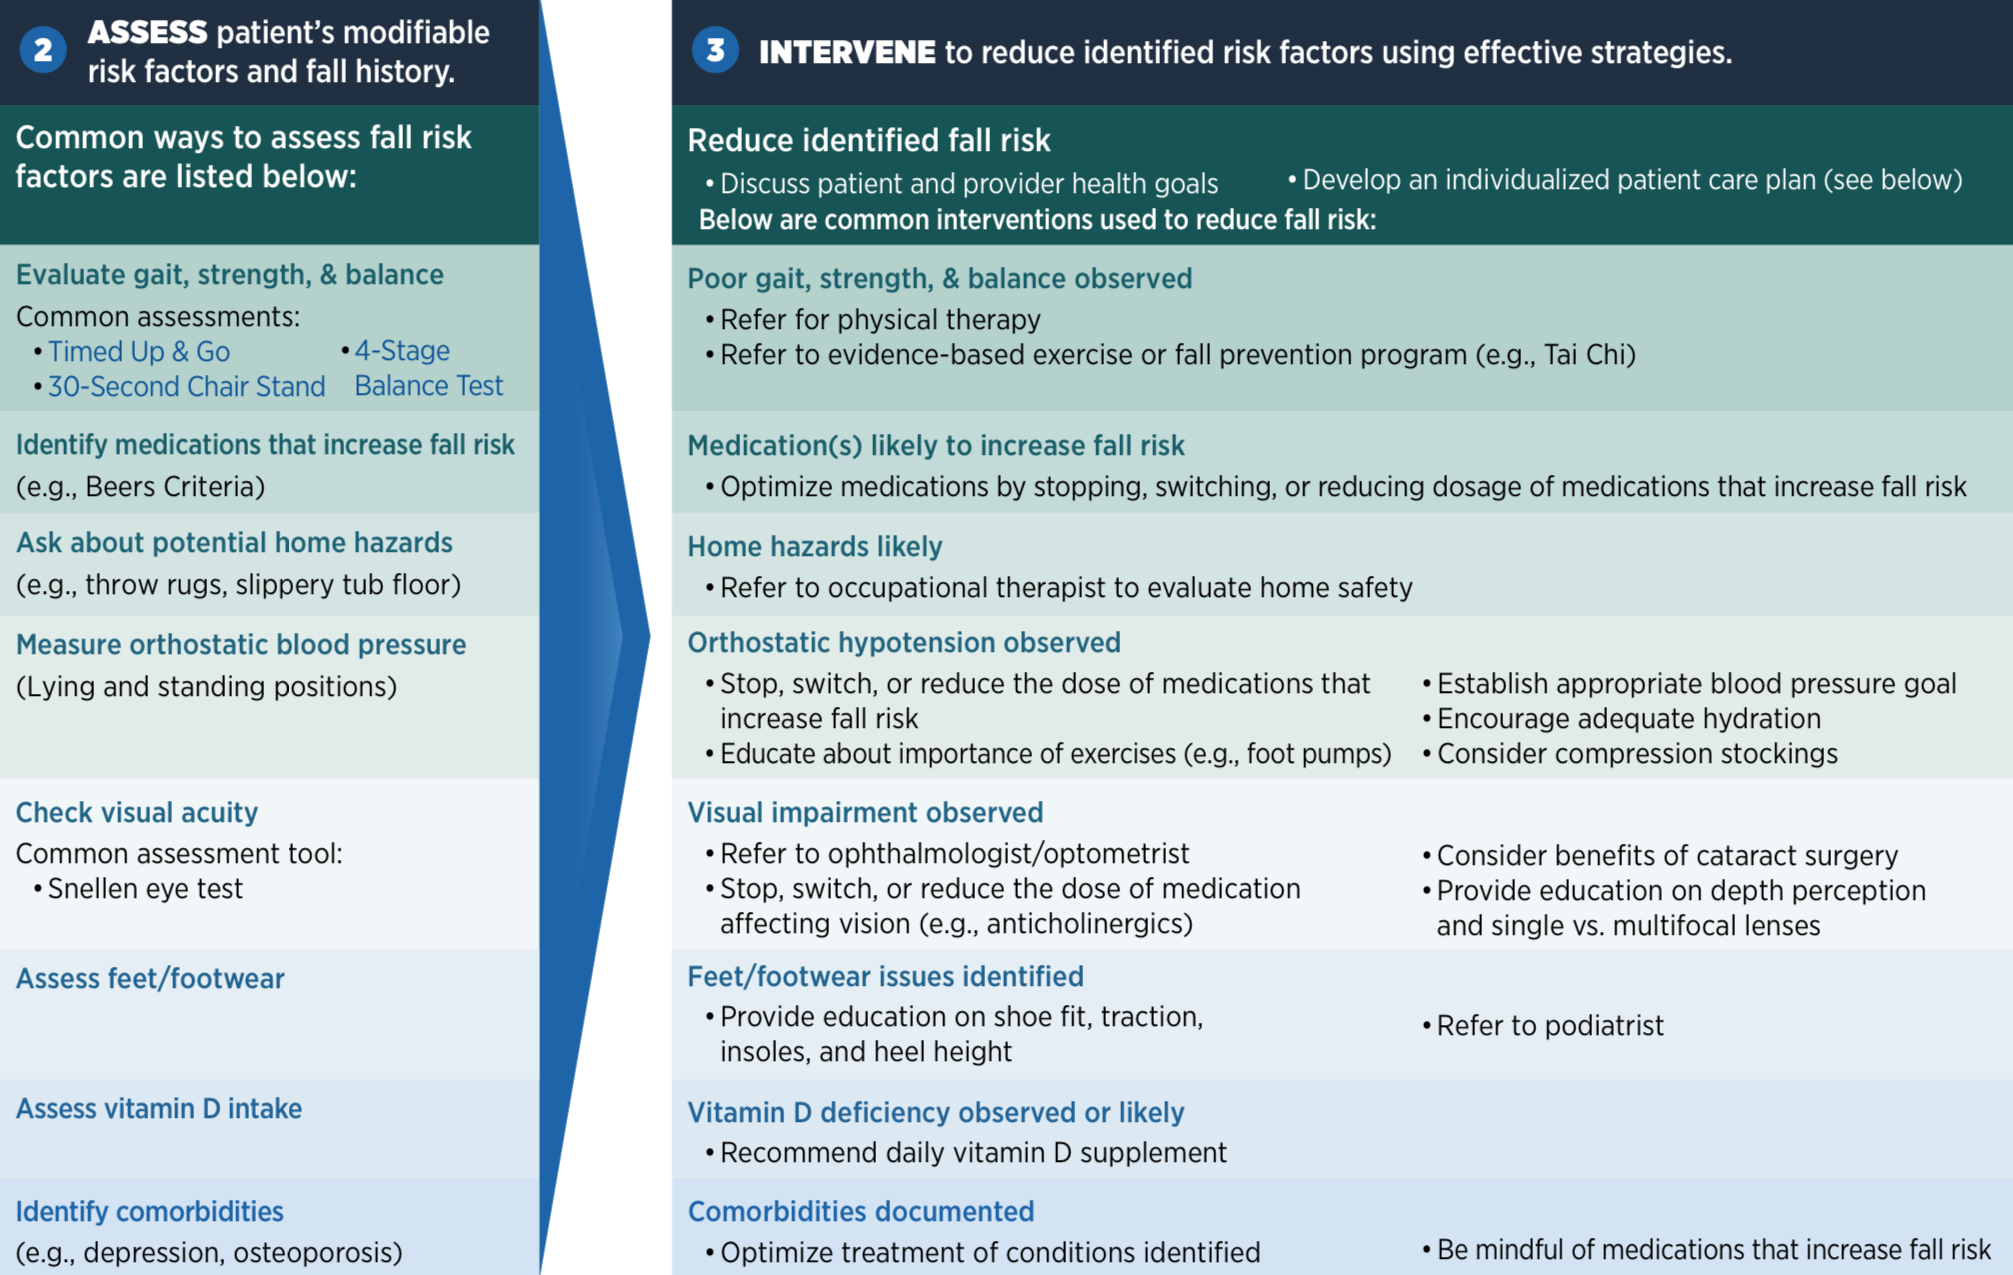 2 ASSESS patient’s modifiable
risk factors and fall history.
Common ways to assess fall risk
factors are listed below:
Evaluate gait, strength, & balance
Common assessments:
• Timed Up & Go
• 30-Second Chair Stand
• 4-Stage
Balance Test
Identify medications that increase fall risk
(e.g., Beers Criteria)
Ask about potential home hazards
(e.g., throw rugs, slippery tub floor)
Measure orthostatic blood pressure
(Lying and standing positions)
Check visual acuity
Common assessment tool:
• Snellen eye test
Assess feet/footwear
Assess vitamin D intake
Identify comorbidities
(e.g., depression, osteoporosis)
3 INTERVENE to reduce identified risk factors using effective strategies.
Reduce identified fall risk
• Discuss patient and provider health goals
• Develop an individualized patient care plan (see below)
Below are common interventions used to reduce fall risk:
Poor gait, strength, & balance observed
• Refer for physical therapy
• Refer to evidence-based exercise or fall prevention program (e.g., Tai Chi)
Medication(s) likely to increase fall risk
• Optimize medications by stopping, switching, or reducing dosage of medications that increase fall risk
Home hazards likely
• Refer to occupational therapist to evaluate home safety
Orthostatic hypotension observed
• Stop, switch, or reduce the dose of medications that
increase fall risk
• Educate about importance of exercises (e.g., foot pumps)
• Establish appropriate blood pressure goal
• Encourage adequate hydration
• Consider compression stockings
Visual impairment observed
• Refer to ophthalmologist/optometrist
• Stop, switch, or reduce the dose of medication
affecting vision (e.g., anticholinergics)
• Consider benefits of cataract surgery
• Provide education on depth perception
and single vs. multifocal lenses
Feet/footwear issues identified
• Provide education on shoe fit, traction,
insoles, and heel height
• Refer to podiatrist
Vitamin D deficiency observed or likely
• Recommend daily vitamin D supplement
Comorbidities documented
• Optimize treatment of conditions identified
• Be mindful of medications that increase fall risk